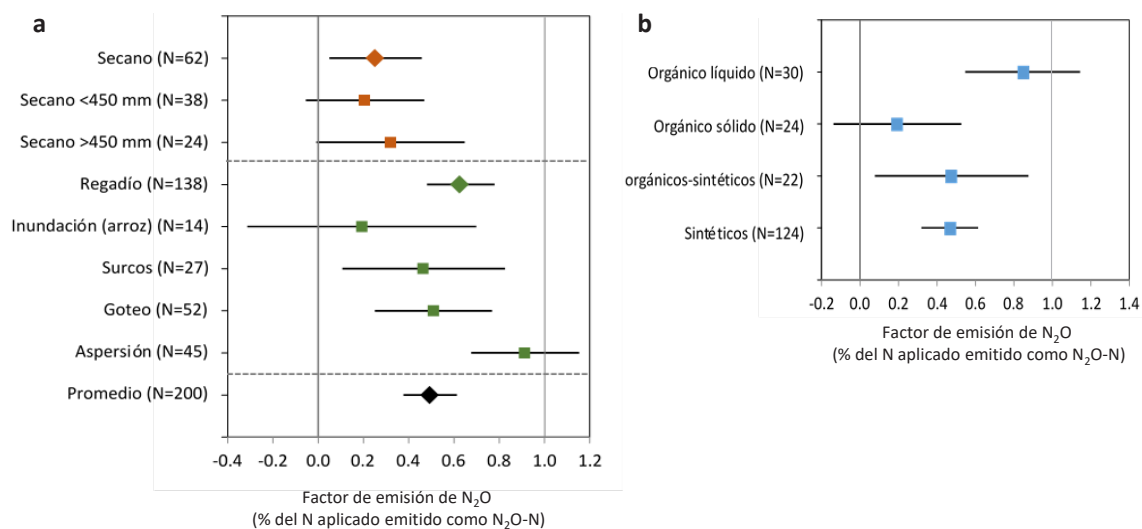 a
Secano (N=62)
Secano <450 mm (N=38)
Secano >450 mm (N=24)
Regadío (N=138)
Inundación (arroz) (N=14)
Surcos (N=27)
Goteo (N=52)
Aspersión (N=45)
Promedio (N=200)
-0.4 0.0 0.2 0.4 0.6 0.8 1.0 1.2
Factor de emisión de N₂O
(% del N aplicado emitido como N₂O-N)
b
Orgánico líquido (N=30)
Orgánico sólido (N=24)
orgánicos-sintéticos (N=22)
Sintéticos (N=124)
-0.2 0.0 0.2 0.4 0.6 0.8 1.0 1.2 1.4
Factor de emisión de N₂O
(% del N aplicado emitido como N₂O-N)